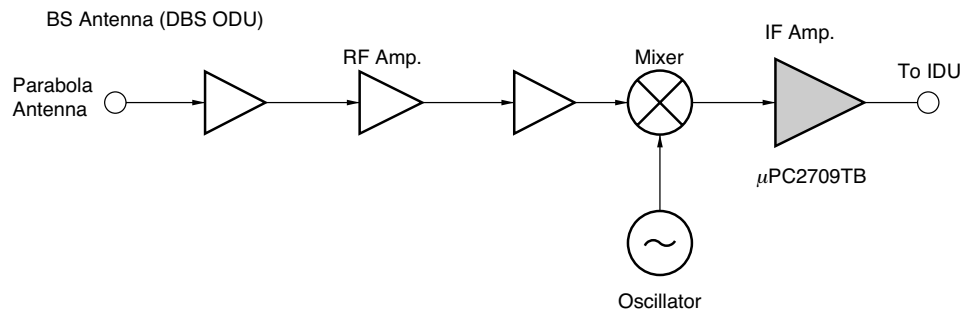 BS Antenna (DBS ODU)
Parabola
Antenna
RF Amp.
Mixer
IF Amp.
To IDU
μPC2709TB
Oscillator